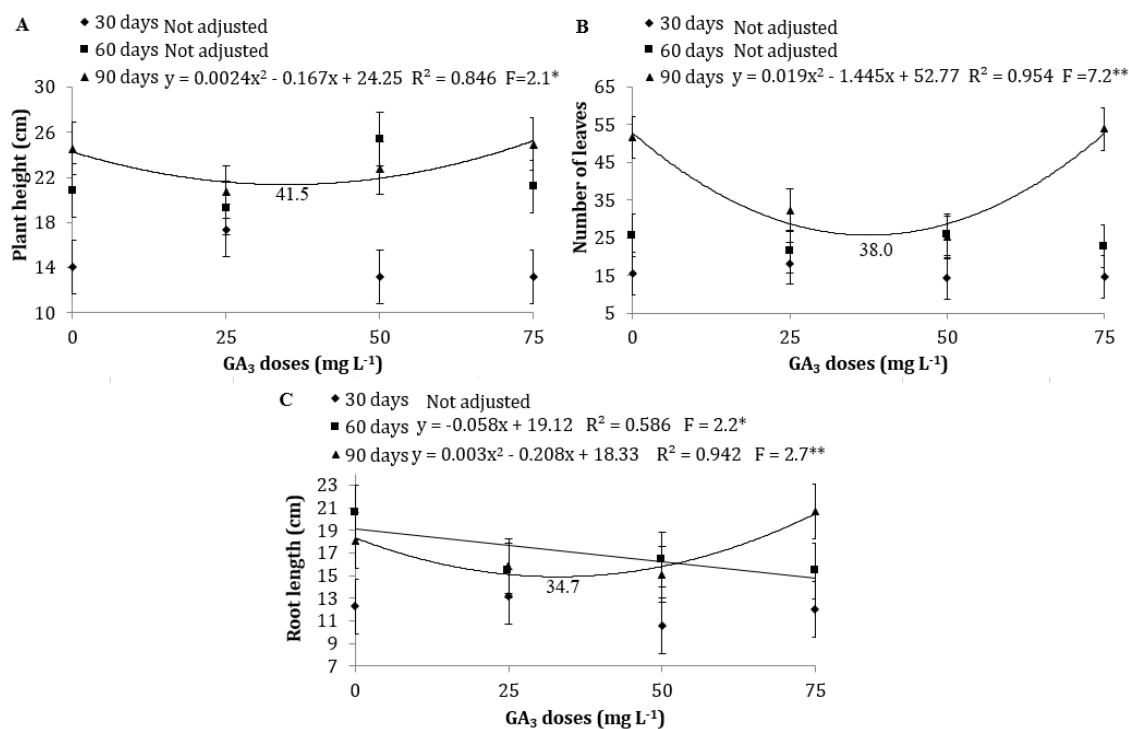 A
◆ 30 days Not adjusted
■ 60 days Not adjusted
▲ 90 days y = 0.0024x² - 0.167x + 24.25 R² = 0.846 F=2.1*
Plant height (cm)
30
26
22
18
14
10
41.5
0 25 50 75
GA₃ doses (mg L⁻¹)
B
◆ 30 days Not adjusted
■ 60 days Not adjusted
▲ 90 days y = 0.019x² - 1.445x + 52.77 R² = 0.954 F =7.2**
Number of leaves
65
55
45
35
25
15
5
38.0
0 25 50 75
GA₃ doses (mg L⁻¹)
C
◆ 30 days Not adjusted
■ 60 days y = -0.058x + 19.12 R² = 0.586 F = 2.2*
▲ 90 days y = 0.003x² - 0.208x + 18.33 R² = 0.942 F = 2.7**
Root length (cm)
23
21
19
17
15
13
11
9
7
34.7
0 25 50 75
GA₃ doses (mg L⁻¹)